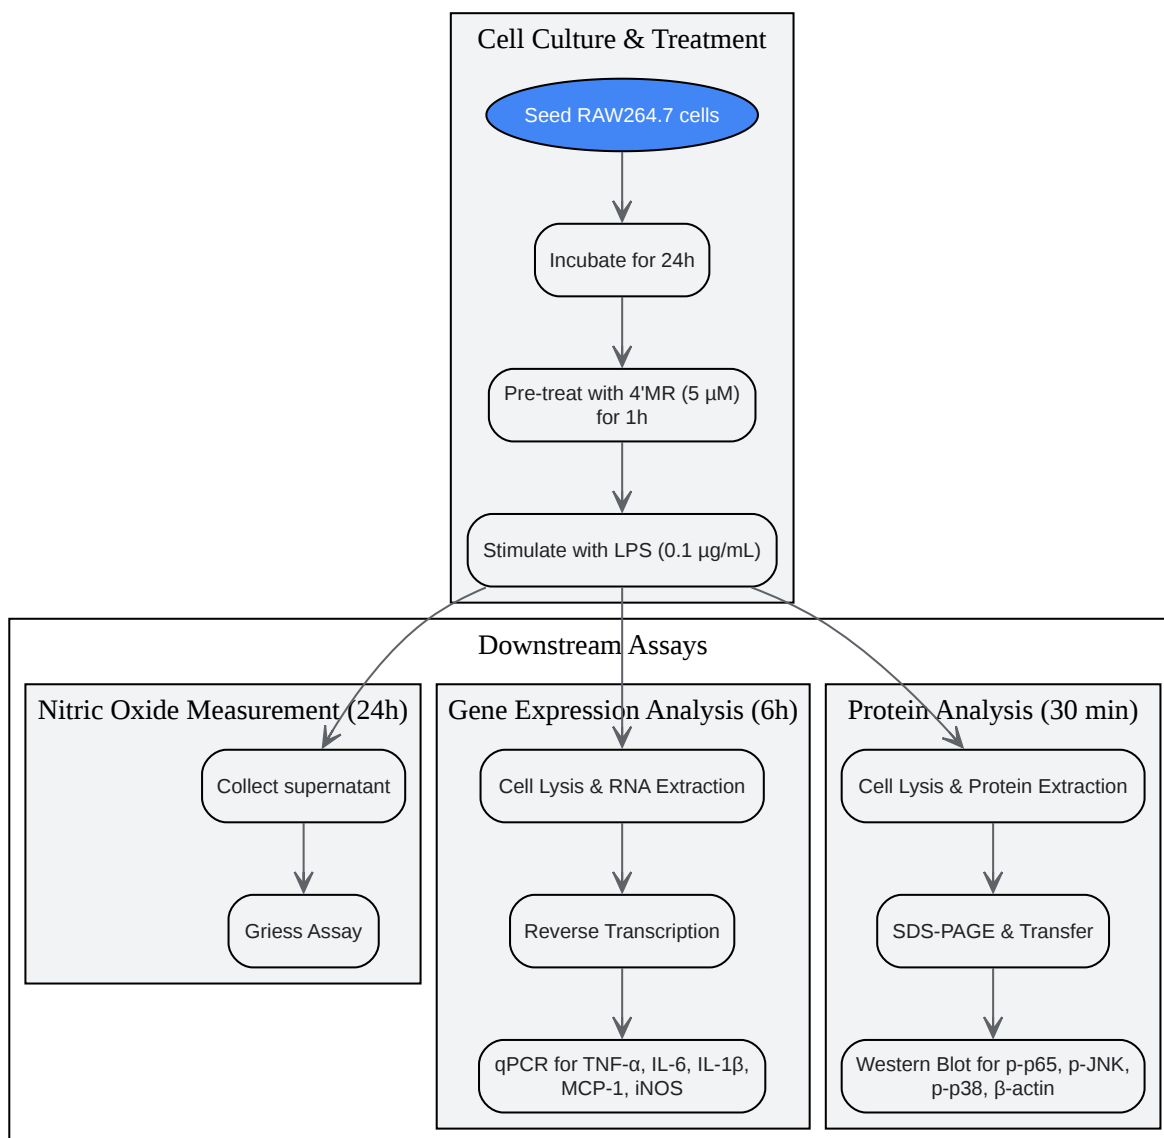 Cell Culture & Treatment
Seed RAW264.7 cells
Incubate for 24h
Pre-treat with 4'MR (5 µM)
for 1h
Stimulate with LPS (0.1 µg/mL)
Downstream Assays
Nitric Oxide Measurement (24h)
Collect supernatant
Griess Assay
Gene Expression Analysis (6h)
Cell Lysis & RNA Extraction
Reverse Transcription
qPCR for TNF-α, IL-6, IL-1β,
MCP-1, iNOS
Protein Analysis (30 min)
Cell Lysis & Protein Extraction
SDS-PAGE & Transfer
Western Blot for p-p65, p-JNK,
p-p38, β-actin